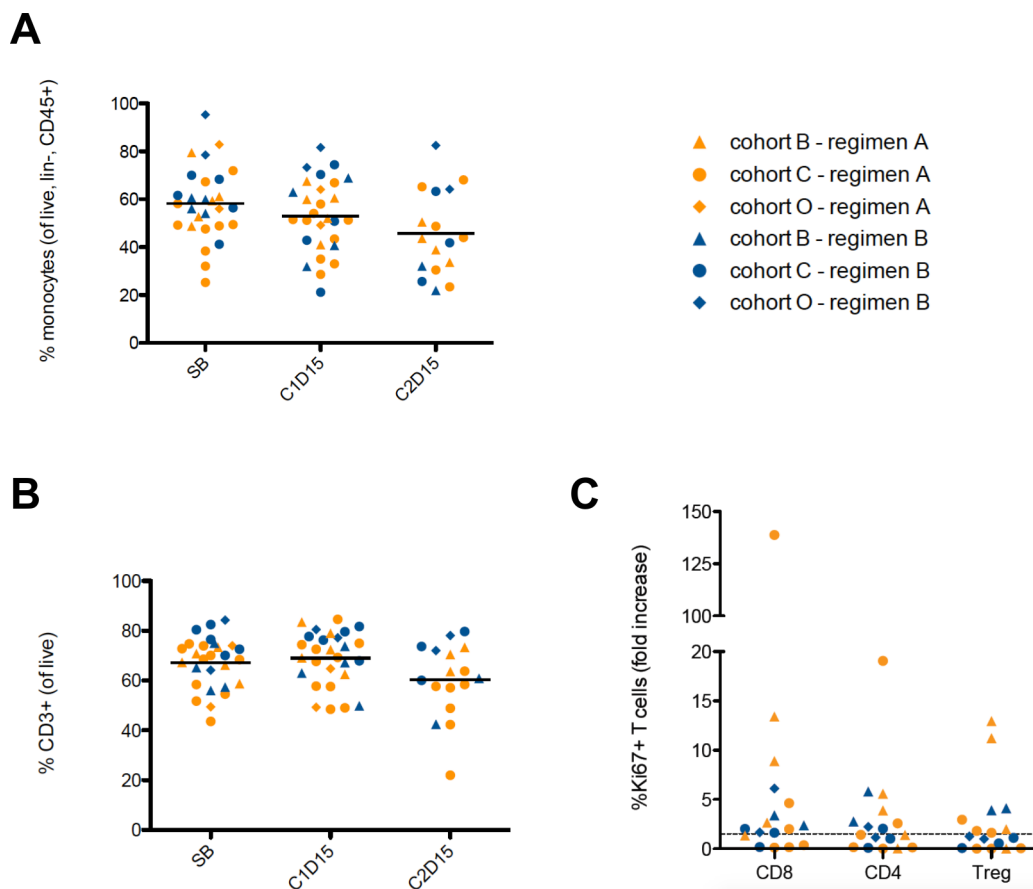 A
% monocytes (of live, lin-, CD45+)
100
80
60
40
20
0
SB
C1D15
C2D15
cohort B - regimen A
cohort C - regimen A
cohort O - regimen A
cohort B - regimen B
cohort C - regimen B
cohort O - regimen B
B
% CD3+ (of live)
100
80
60
40
20
0
SB
C1D15
C2D15
C
%Ki67+ T cells (fold increase)
150
125
100
20
15
10
5
0
CD8
CD4
Treg